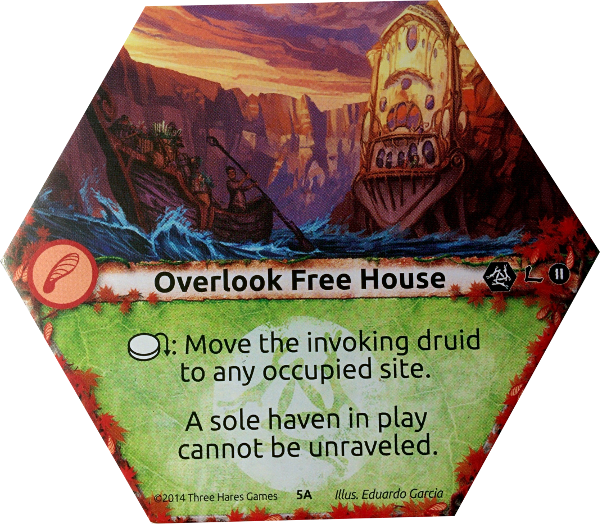 Overlook Free House
11
: Move the invoking druid
to any occupied site.
A sole haven in play
cannot be unraveled.
©2014 Three Hares Games 5A Illus. Eduardo Garcia